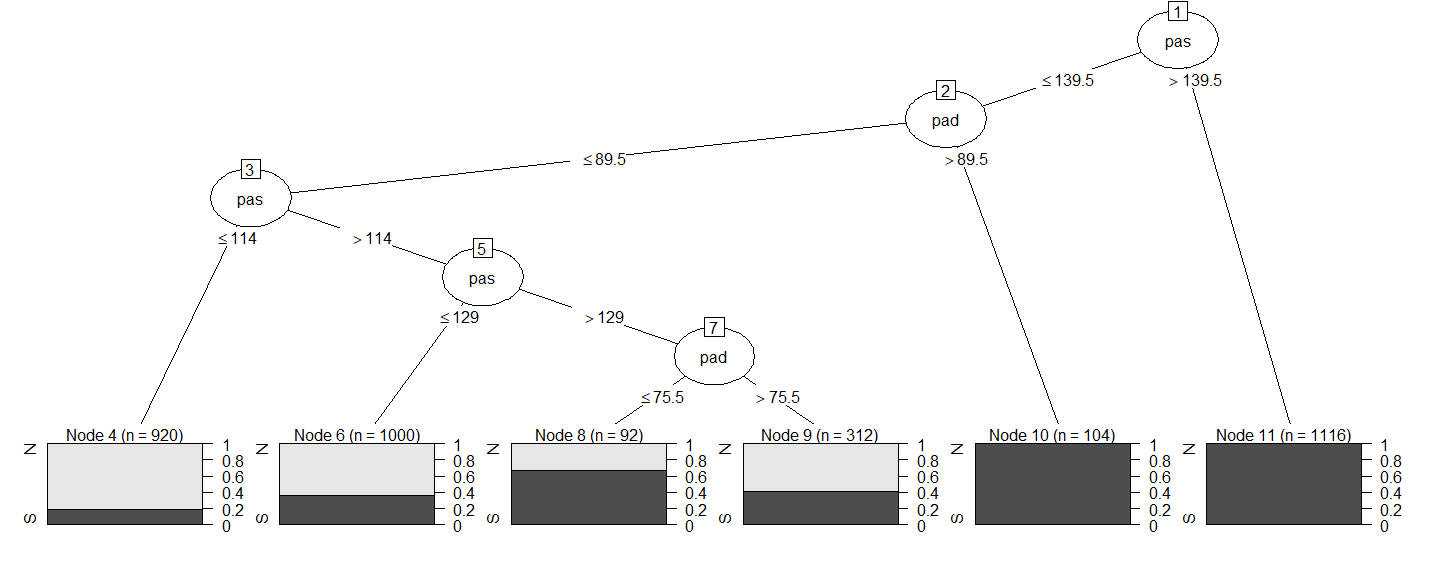 1
pas
≤ 139.5
> 139.5
2
pad
≤ 89.5
> 89.5
3
pas
≤ 114
> 114
5
pas
≤ 129
> 129
7
pad
≤ 75.5
> 75.5
Node 4 (n = 920)
N
S
1
0.8
0.6
0.4
0.2
0
Node 6 (n = 1000)
N
S
1
0.8
0.6
0.4
0.2
0
Node 8 (n = 92)
N
S
1
0.8
0.6
0.4
0.2
0
Node 9 (n = 312)
N
S
1
0.8
0.6
0.4
0.2
0
Node 10 (n = 104)
N
S
1
0.8
0.6
0.4
0.2
0
Node 11 (n = 1116)
N
S
1
0.8
0.6
0.4
0.2
0